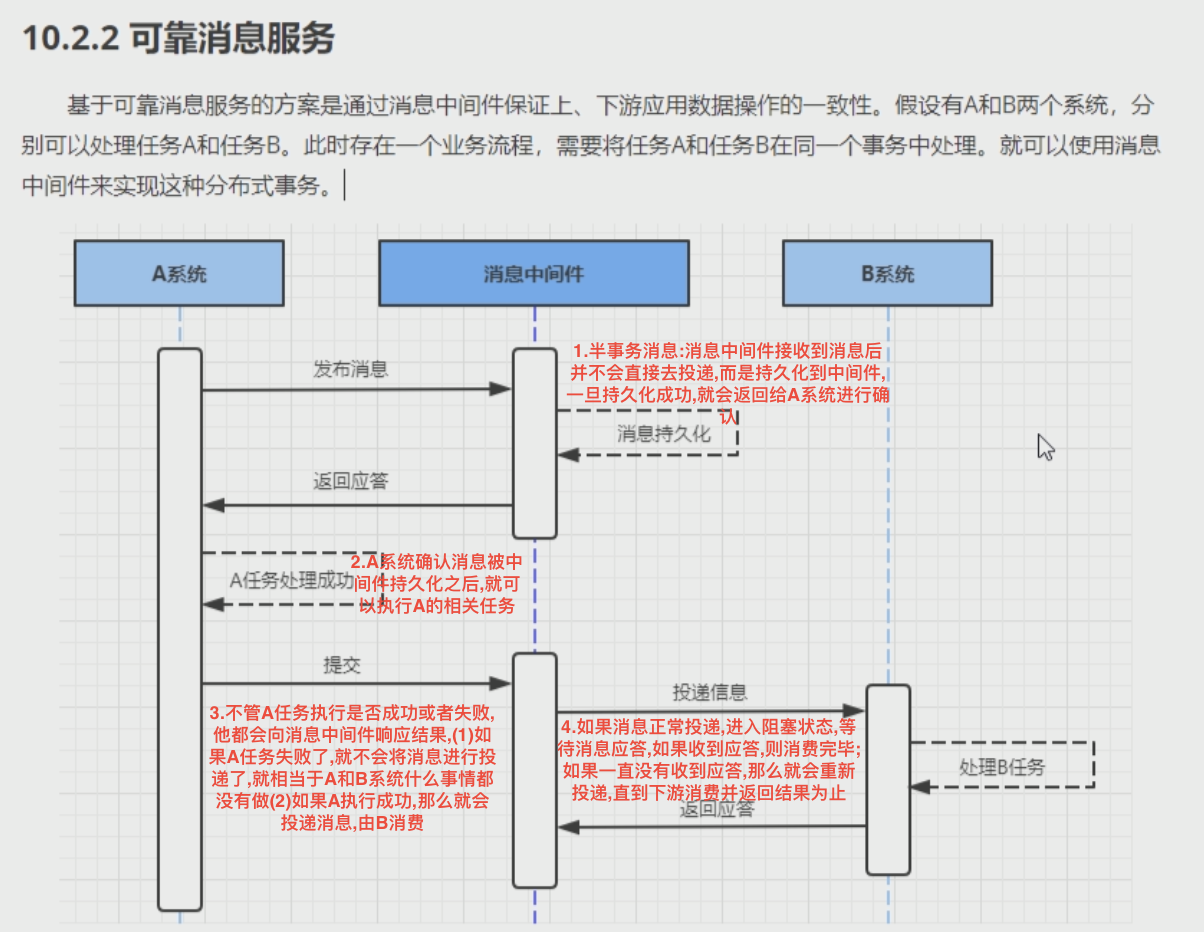 10.2.2 可靠消息服务
基于可靠消息服务的方案是通过消息中间件保证上、下游应用数据操作的一致性。假设有A和B两个系统，分
别可以处理任务A和任务B。此时存在一个业务流程，需要将任务A和任务B在同一个事务中处理。就可以使用消息
中间件来实现这种分布式事务。
A系统
消息中间件
B系统
发布消息
1.半事务消息:消息中间件接收到消息后
并不会直接去投递,而是持久化到中间件,
一旦持久化成功,就会返回给A系统进行确
认
消息持久化
返回应答
2.A系统确认消息被中
间件持久化之后,就可
以执行A的相关任务
A任务处理成功
提交
3.不管A任务执行是否成功或者失败,
他都会向消息中间件响应结果,(1)如
果A任务失败了,就不会将消息进行投
递了,就相当于A和B系统什么事情都
没有做(2)如果A执行成功,那么就会
投递消息,由B消费
投递信息
4.如果消息正常投递,进入阻塞状态,等
待消息应答,如果收到应答,则消费完毕;
如果一直没有收到应答,那么就会重新
投递,直到下游消费并返回结果为止
处理B任务
返回应答